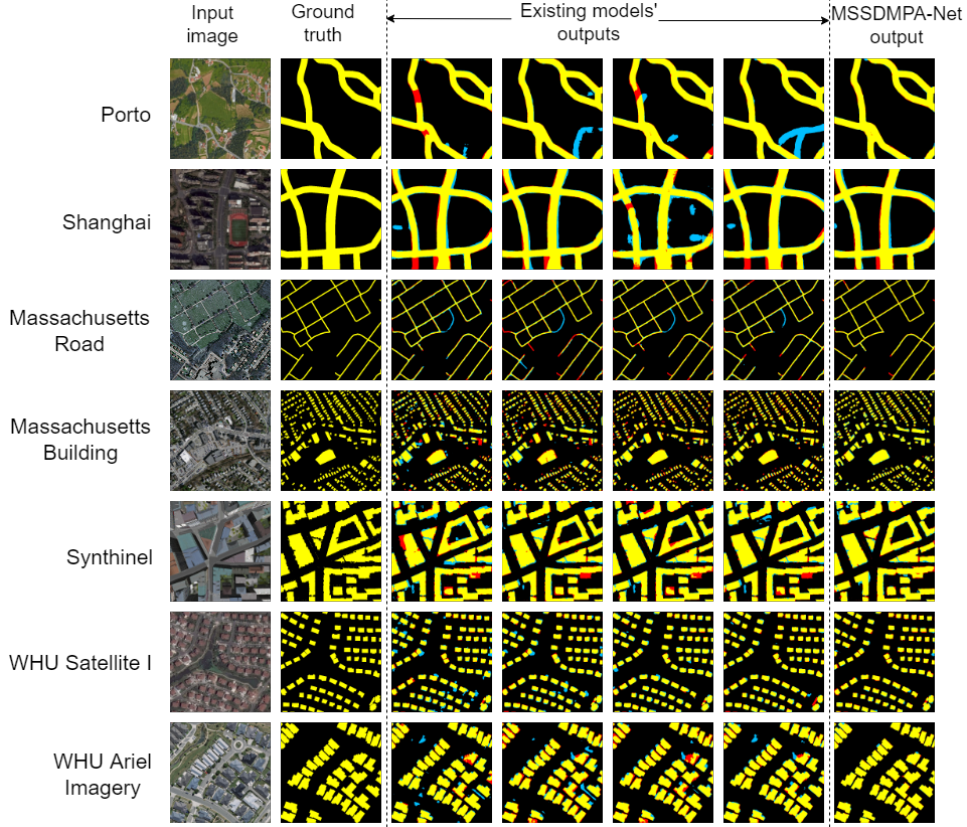 Input
image
Ground
truth
Existing models'
outputs
MSSDMPA-Net
output
Porto
Shanghai
Massachusetts
Road
Massachusetts
Building
Synthinel
WHU Satellite I
WHU Ariel
Imagery